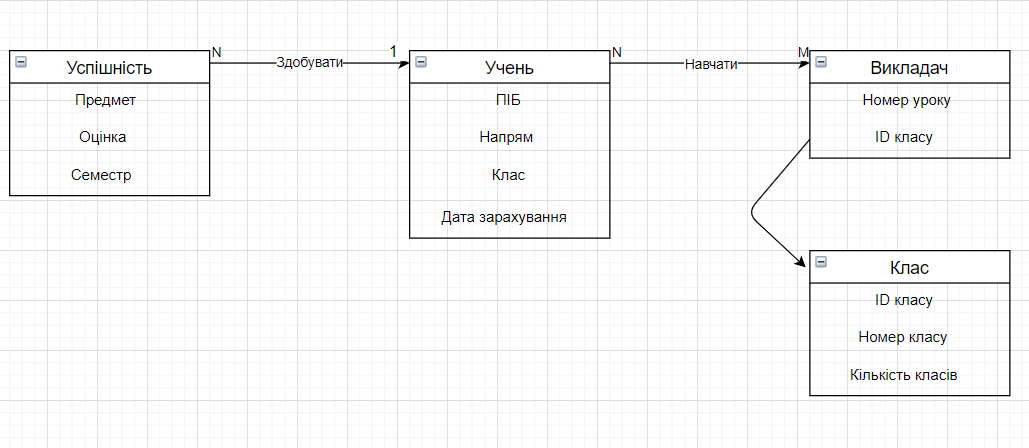 N
Здобувати
1
N
Навчати
M
Успішність
Предмет
Оцінка
Семестр
Учень
ПІБ
Напрям
Клас
Дата зарахування
Викладач
Номер уроку
ID класу
Клас
ID класу
Номер класу
Кількість класів